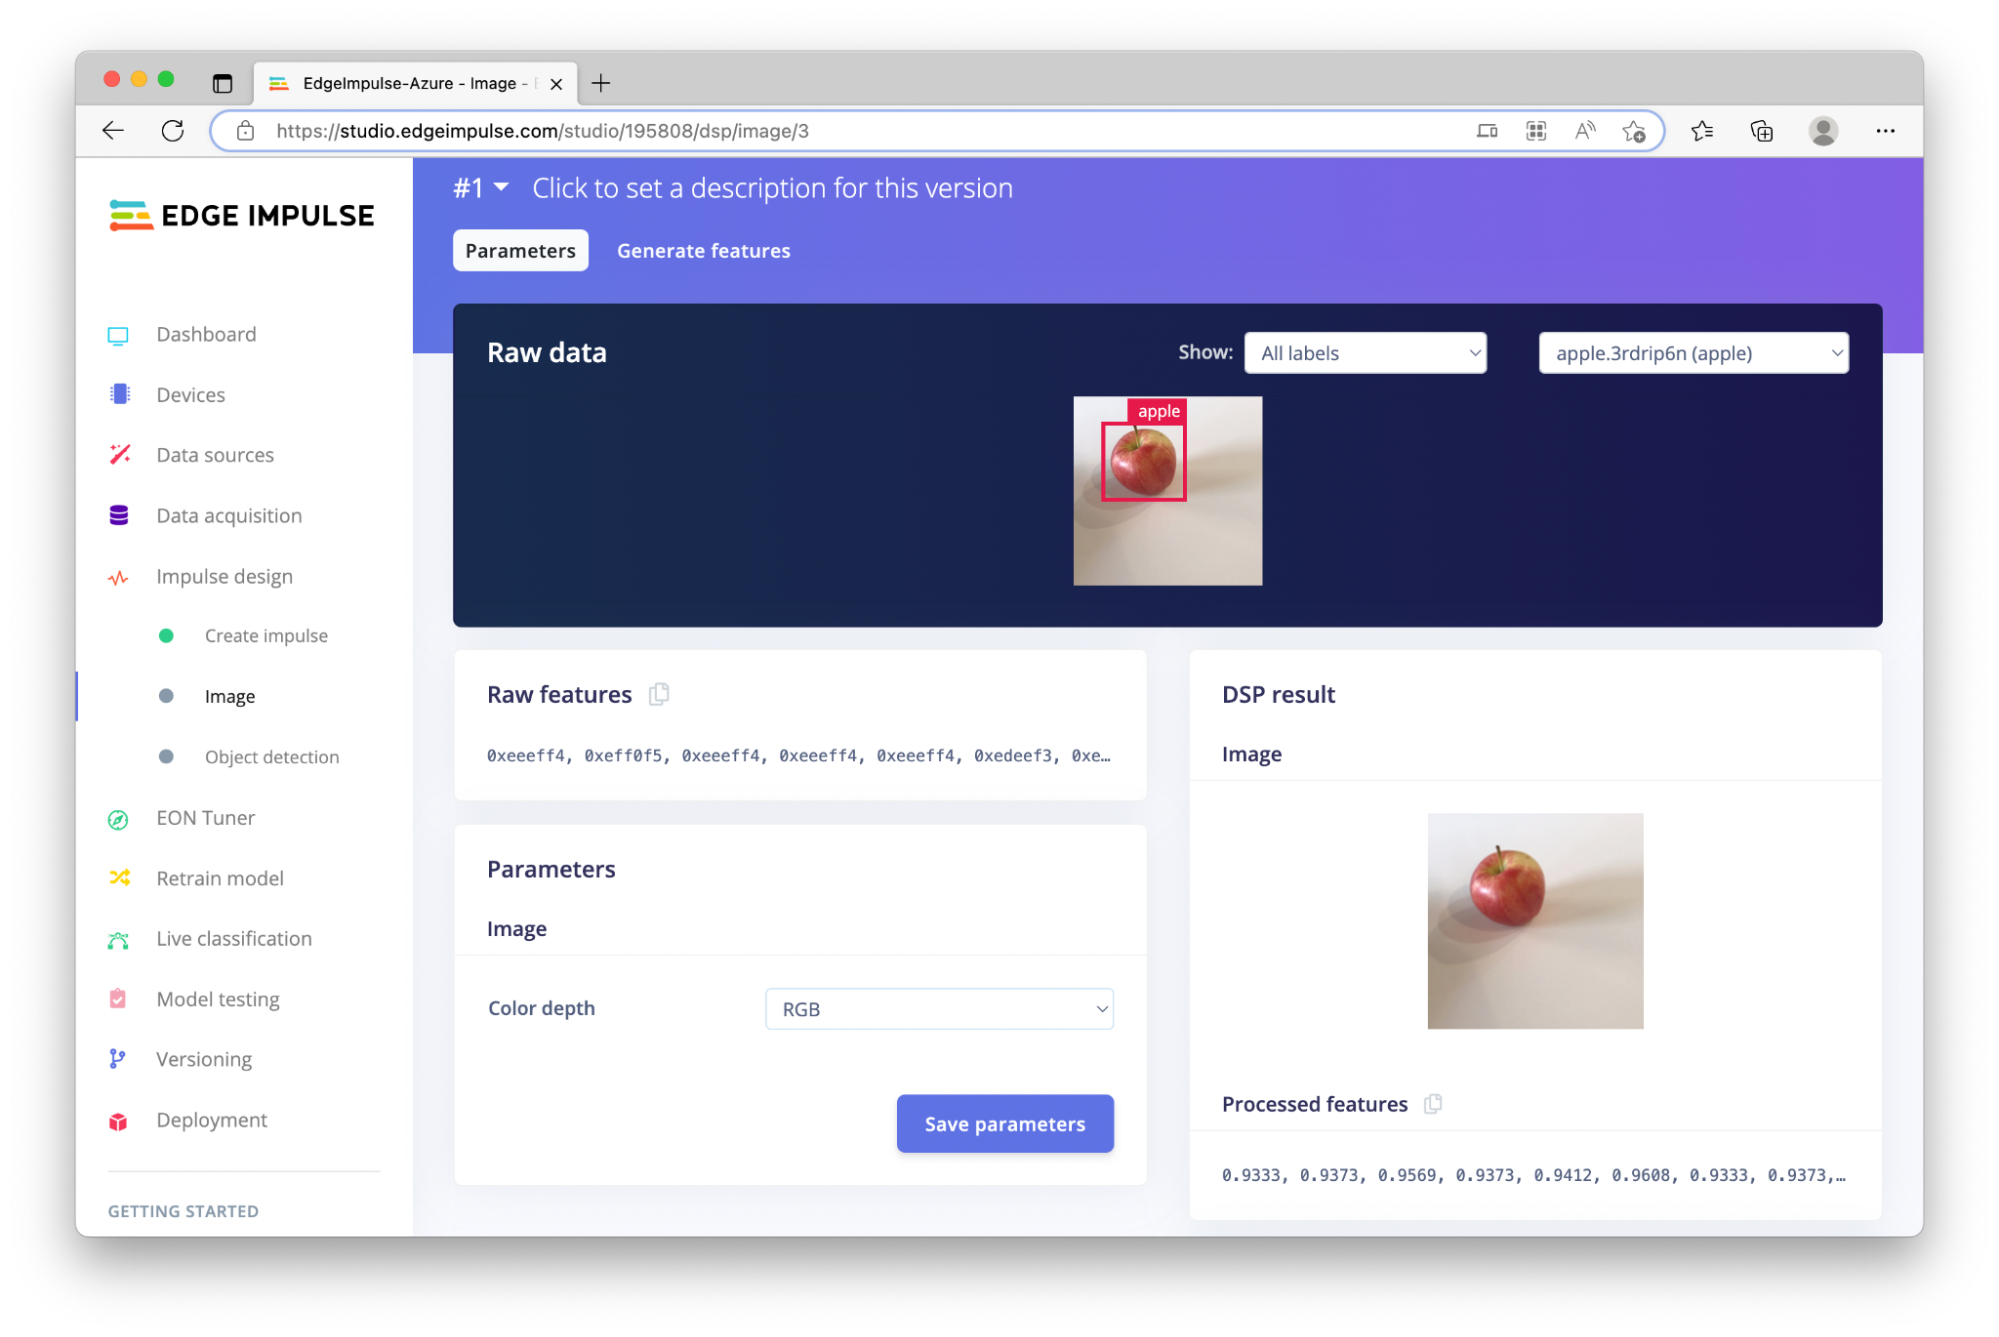 EdgeImpulse-Azure - Image -
https://studio.edgeimpulse.com/studio/195808/dsp/image/3
EDGE IMPULSE
Dashboard
Devices
Data sources
Data acquisition
Impulse design
Create impulse
Image
Object detection
EON Tuner
Retrain model
Live classification
Model testing
Versioning
Deployment
GETTING STARTED
#1 Click to set a description for this version
Parameters Generate features
Raw data Show: All labels apple.3rdrip6n (apple)
apple
Raw features
0xeeeff4, 0xeff0f5, 0xeeeff4, 0xeeeff4, 0xeeeff4, 0xedeef3, 0xe…
Parameters
Image
Color depth RGB
Save parameters
DSP result
Image
Processed features
0.9333, 0.9373, 0.9569, 0.9373, 0.9412, 0.9608, 0.9333, 0.9373,…